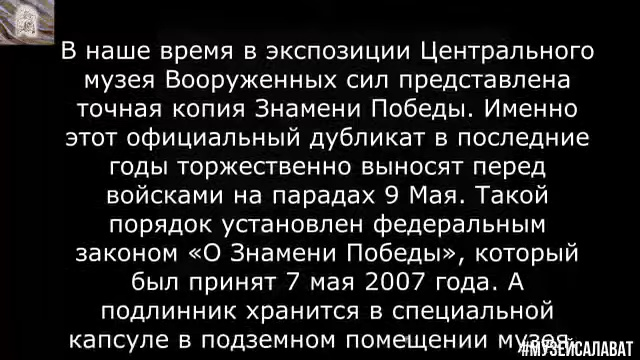 В наше время в экспозиции Центрального
музея Вооруженных сил представлена
точная копия Знамени Победы. Именно
этот официальный дубликат в последние
годы торжественно выносят перед
войсками на парадах 9 Мая. Такой
порядок установлен федеральным
законом «О Знамени Победы», который
был принят 7 мая 2007 года. А
подлинник хранится в специальной
капсуле в подземном помещении музея.
#МУЗЕЙСАЛАВАТ